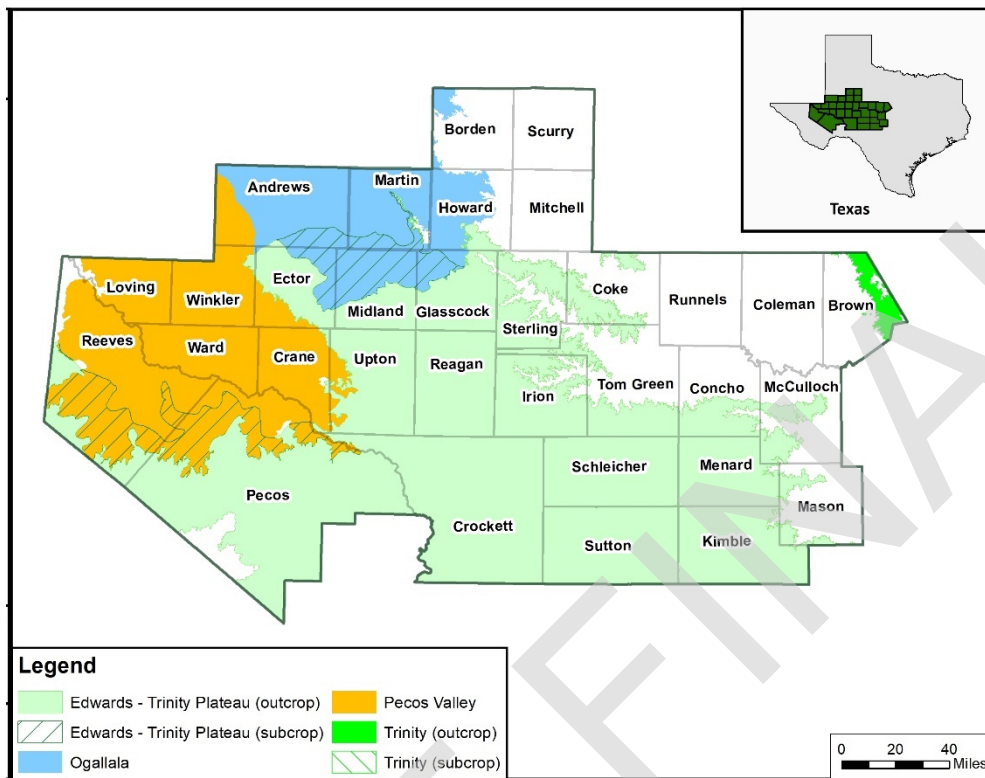 Texas
Borden
Scurry
Andrews
Martin
Howard
Mitchell
Loving
Winkler
Ector
Midland
Glasscock
Sterling
Coke
Runnels
Coleman
Brown
Reeves
Ward
Crane
Upton
Reagan
Irion
Tom Green
Concho
McCulloch
Pecos
Crockett
Schleicher
Menard
Mason
Sutton
Kimble
Legend
Edwards - Trinity Plateau (outcrop)
Edwards - Trinity Plateau (subcrop)
Ogallala
Pecos Valley
Trinity (outcrop)
Trinity (subcrop)
0 20 40
Miles
FINAL